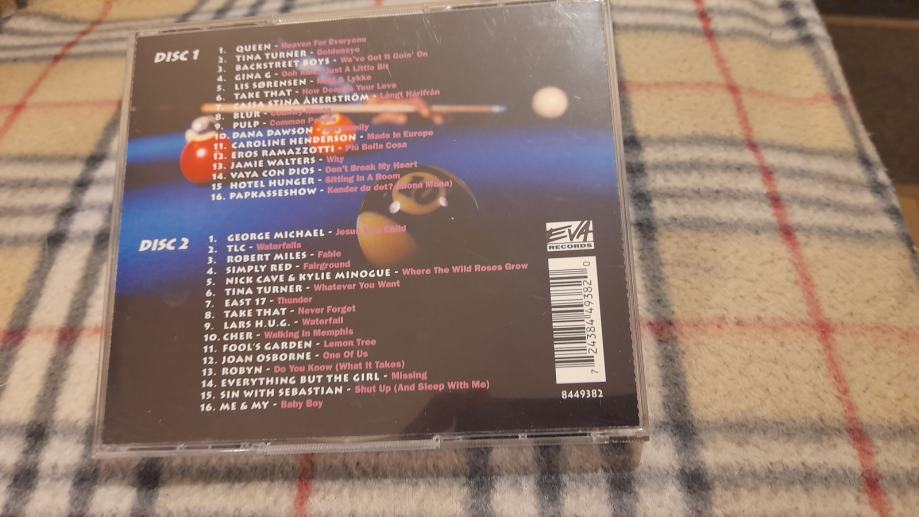 DISC 1
1. QUEEN - Heaven For Everyone
2. TINA TURNER - Goldeneye
3. BACKSTREET BOYS - We've Got It Goin' On
4. GINA G - Ooh Just A Little Bit
5. LIS SØRENSEN - & Lykke
6. TAKE THAT - How Deep Is Your Love
7. CAJSA STINA ÅKERSTRÖM - Långt Härifrån
8. BLUR - Country House
9. PULP - Common People
10. DANA DAWSON - Family
11. CAROLINE HENDERSON - Made In Europe
12. EROS RAMAZZOTTI - Piú Bella Cosa
13. JAMIE WALTERS - Why
14. VAYA CON DIOS - Don't Break My Heart
15 HOTEL HUNGER - Sitting In A Room
16. PAPKASSESHOW - Kender du det? (Mona Mona)
DISC 2
1. GEORGE MICHAEL - Jesus To A Child
2. TLC - Waterfalls
3. ROBERT MILES - Fable
4. SIMPLY RED - Fairground
5. NICK CAVE & KYLIE MINOGUE - Where The Wild Roses Grow
6. TINA TURNER - Whatever You Want
7. EAST 17 - Thunder
8. TAKE THAT - Never Forget
9. LARS H.U.G. - Waterfall
10. CHER - Walking In Memphis
11. FOOL'S GARDEN - Lemon Tree
12. JOAN OSBORNE - One Of Us
13. ROBYN - Do You Know (What It Takes)
14. EVERYTHING BUT THE GIRL - Missing
15. SIN WITH SEBASTIAN - Shut Up (And Sleep With Me)
16. ME & MY - Baby Boy
EVA
RECORDS
7 24384 49382 0
8449382